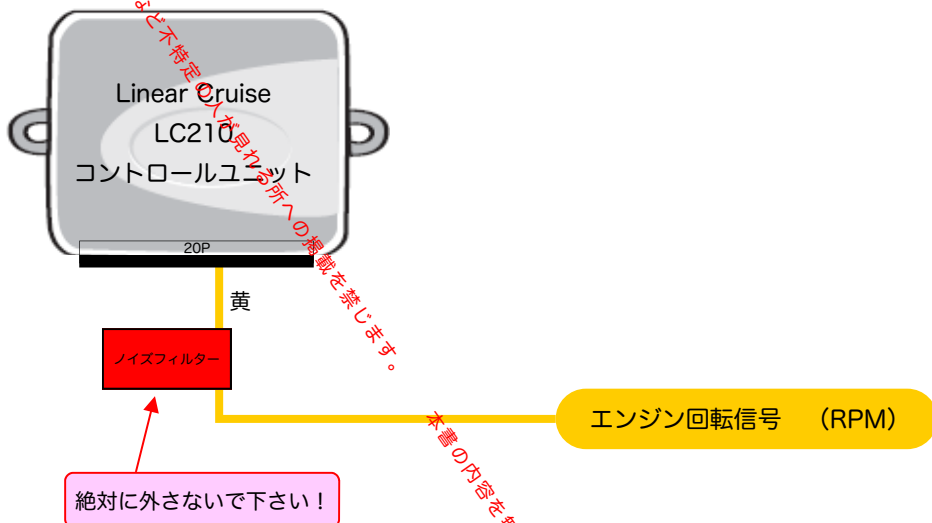 Linear Cruise
LC210
コントロールユニット
20P
黄
ノイズフィルター
エンジン回転信号 （RPM）
絶対に外さないで下さい！
など不特定の人が見れる所への掲載を禁じます。
本書の内容を